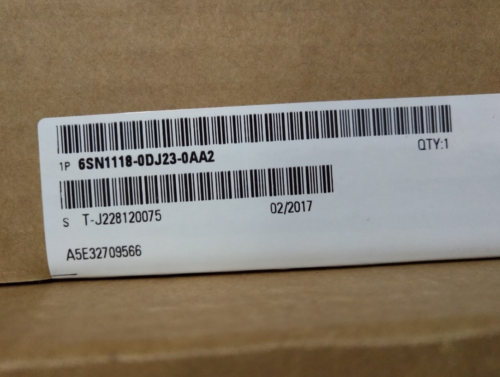 1P 6SN1118-0DJ23-0AA2 QTY:1
S T-J228120075 02/2017
A5E32709566